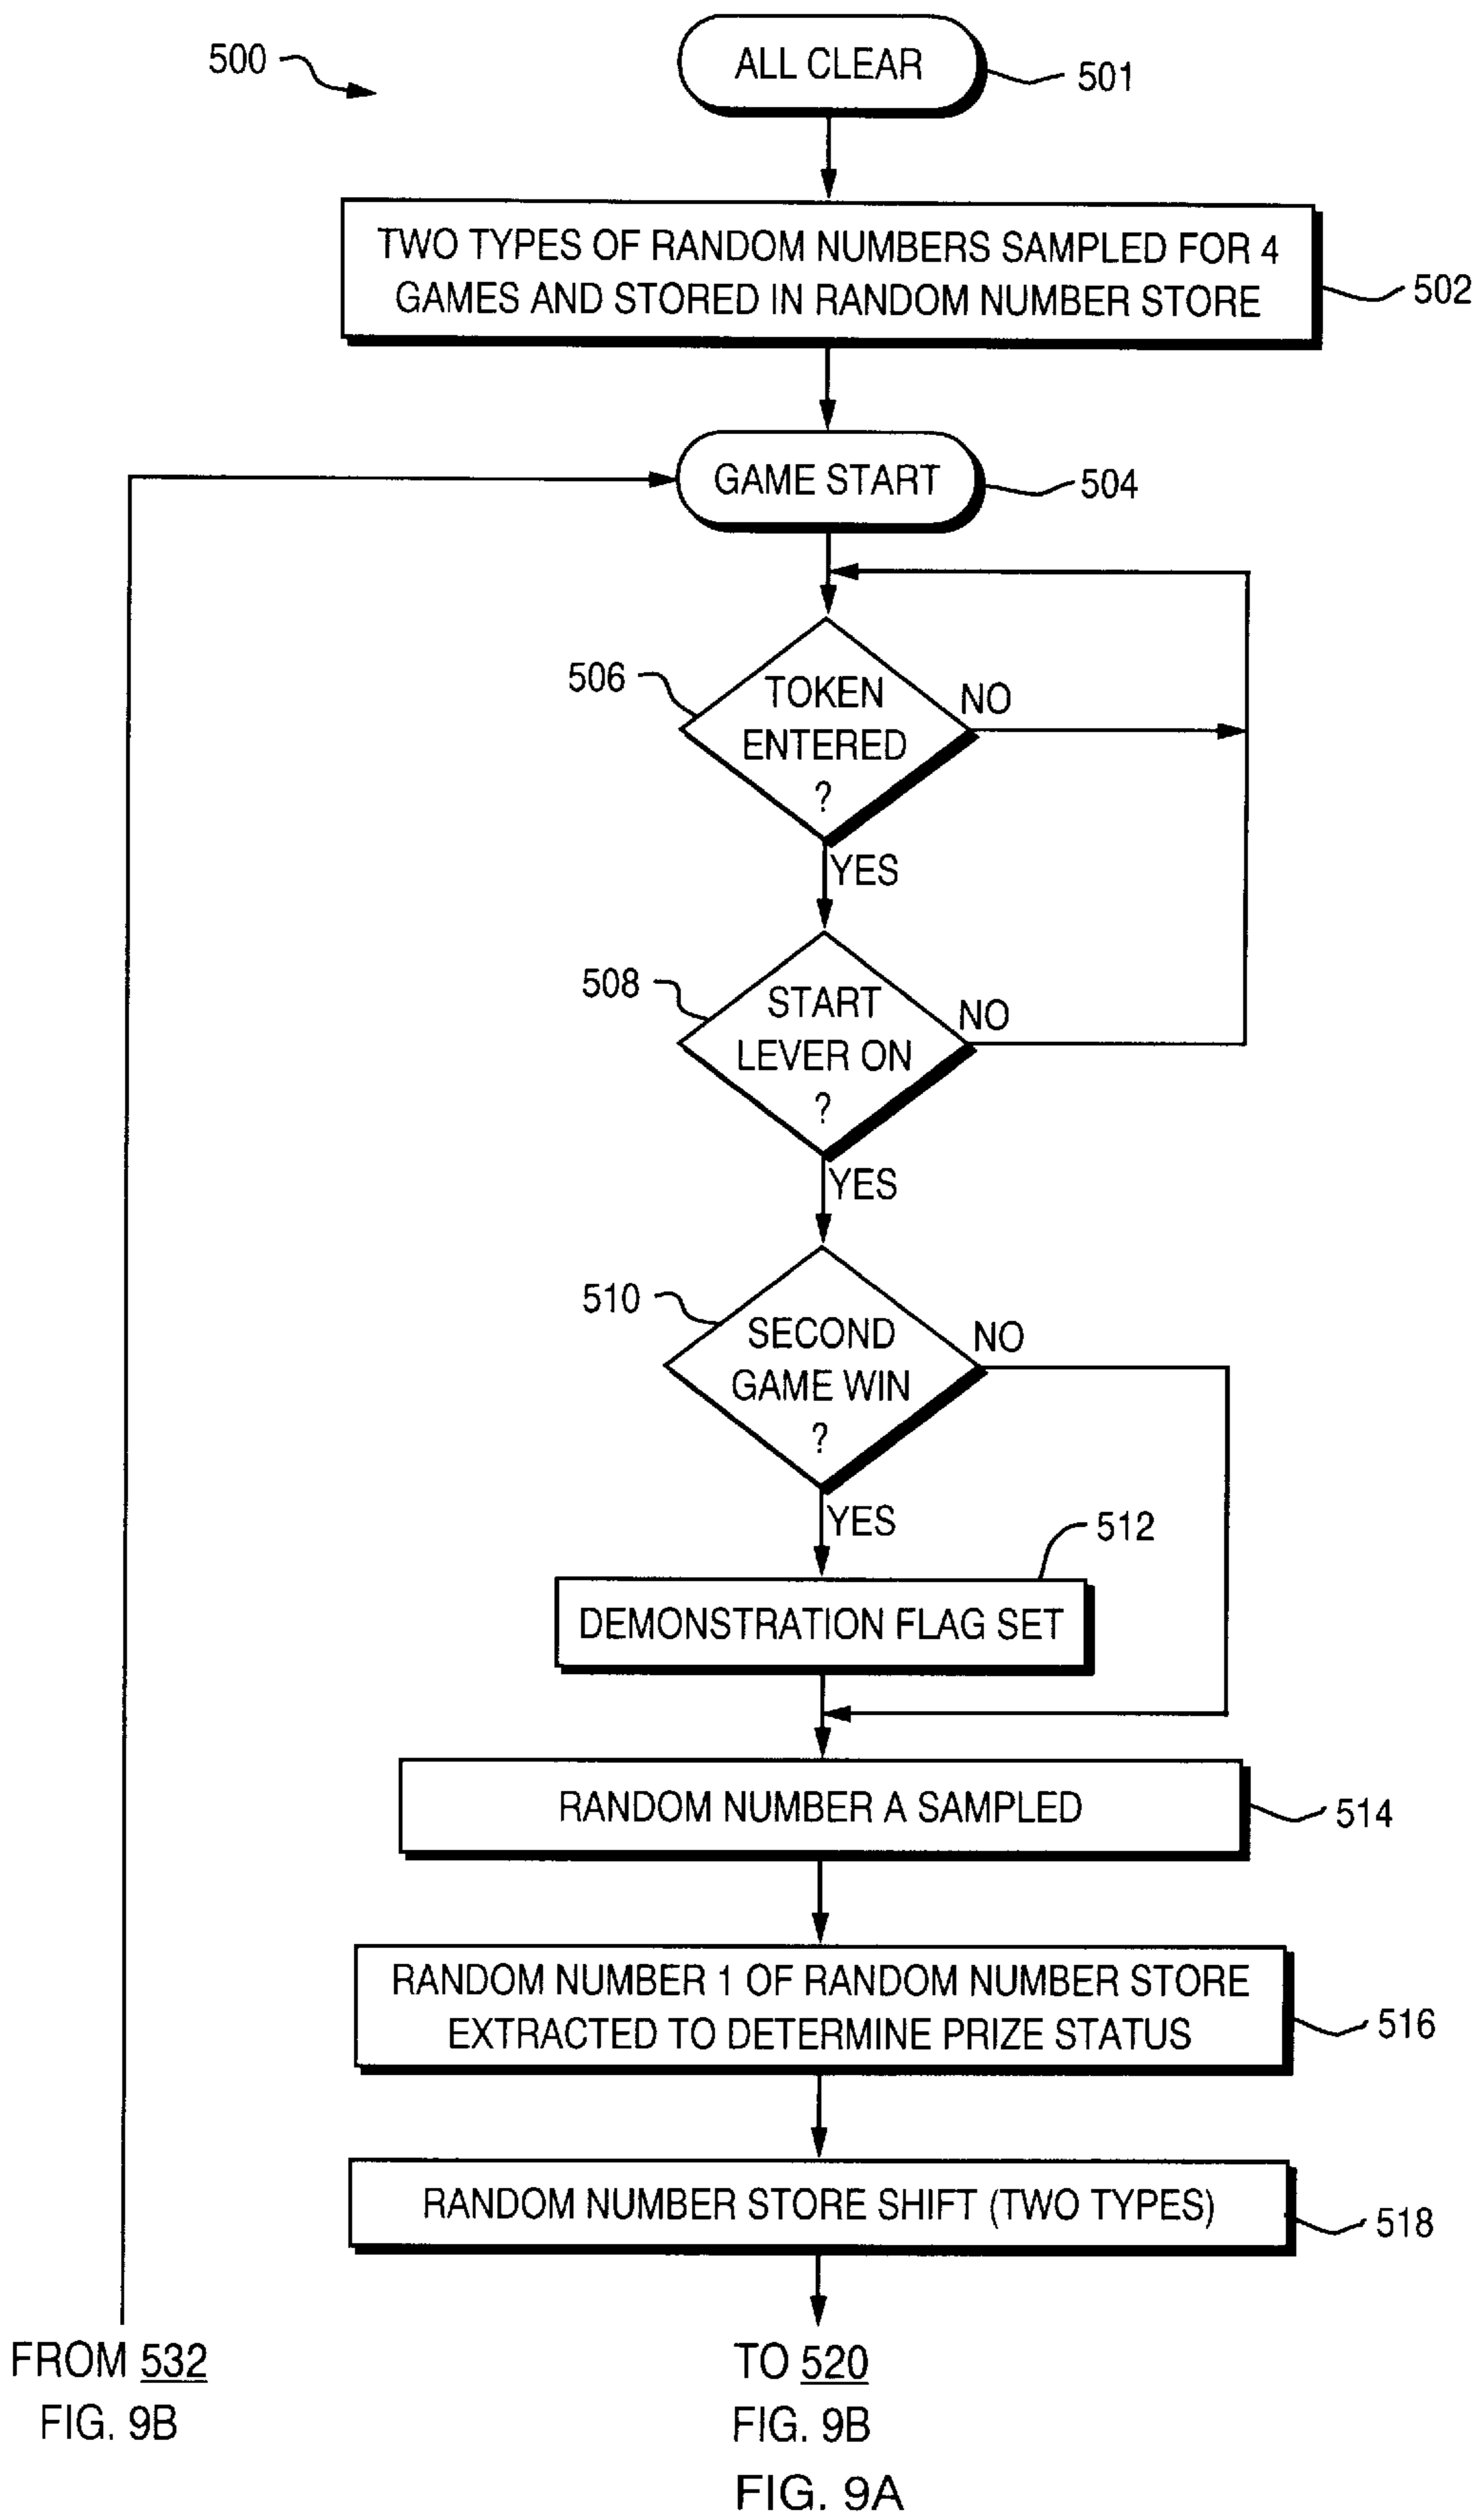 500
ALL CLEAR
501
TWO TYPES OF RANDOM NUMBERS SAMPLED FOR 4
GAMES AND STORED IN RANDOM NUMBER STORE
502
GAME START
504
506
TOKEN
ENTERED
?
NO
YES
508
START
LEVER ON
?
NO
YES
510
SECOND
GAME WIN
?
NO
YES
512
DEMONSTRATION FLAG SET
RANDOM NUMBER A SAMPLED
514
RANDOM NUMBER 1 OF RANDOM NUMBER STORE
EXTRACTED TO DETERMINE PRIZE STATUS
516
RANDOM NUMBER STORE SHIFT (TWO TYPES)
518
FROM 532
FIG. 9B
TO 520
FIG. 9B
FIG. 9A